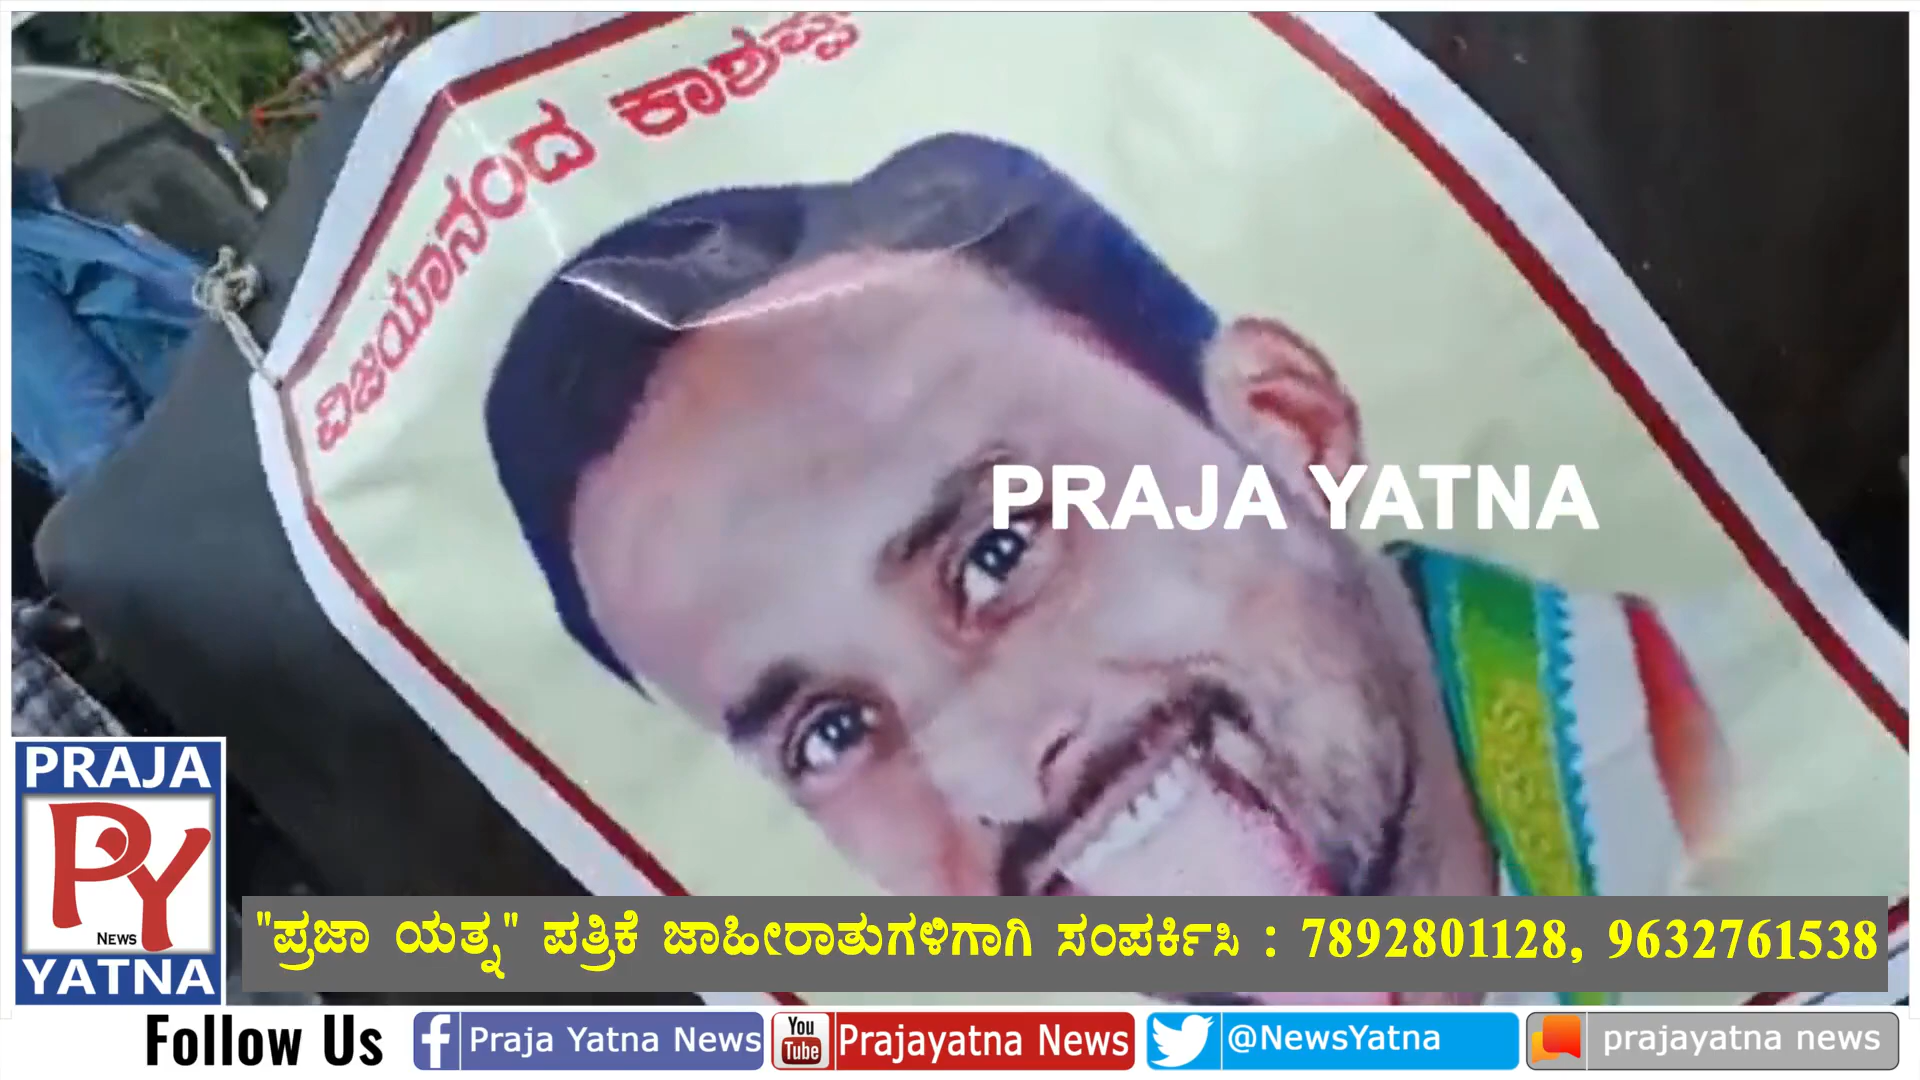 ವಿಜಯಾನಂದ ಕಾಶಪ್ಪ
PRAJA YATNA
PRAJA
PY
NEWS
YATNA
"ಪ್ರಜಾ ಯತ್ನ" ಪತ್ರಿಕೆ ಜಾಹೀರಾತುಗಳಿಗಾಗಿ ಸಂಪರ್ಕಿಸಿ : 7892801128, 9632761538
Follow Us
f Praja Yatna News
You Tube Prajayatna News
@NewsYatna
prajayatna news